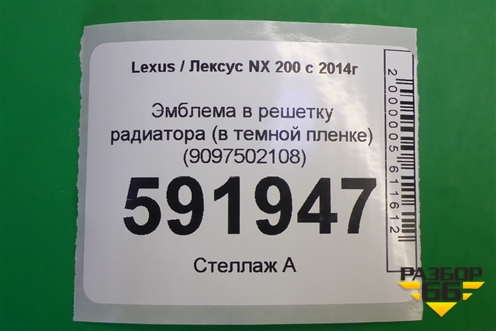 Lexus / Лексус NX 200 с 2014г
Эмблема в решетку
радиатора (в темной пленке)
(9097502108)
591947
Стеллаж А
2000005611612
РАЗБОР
66